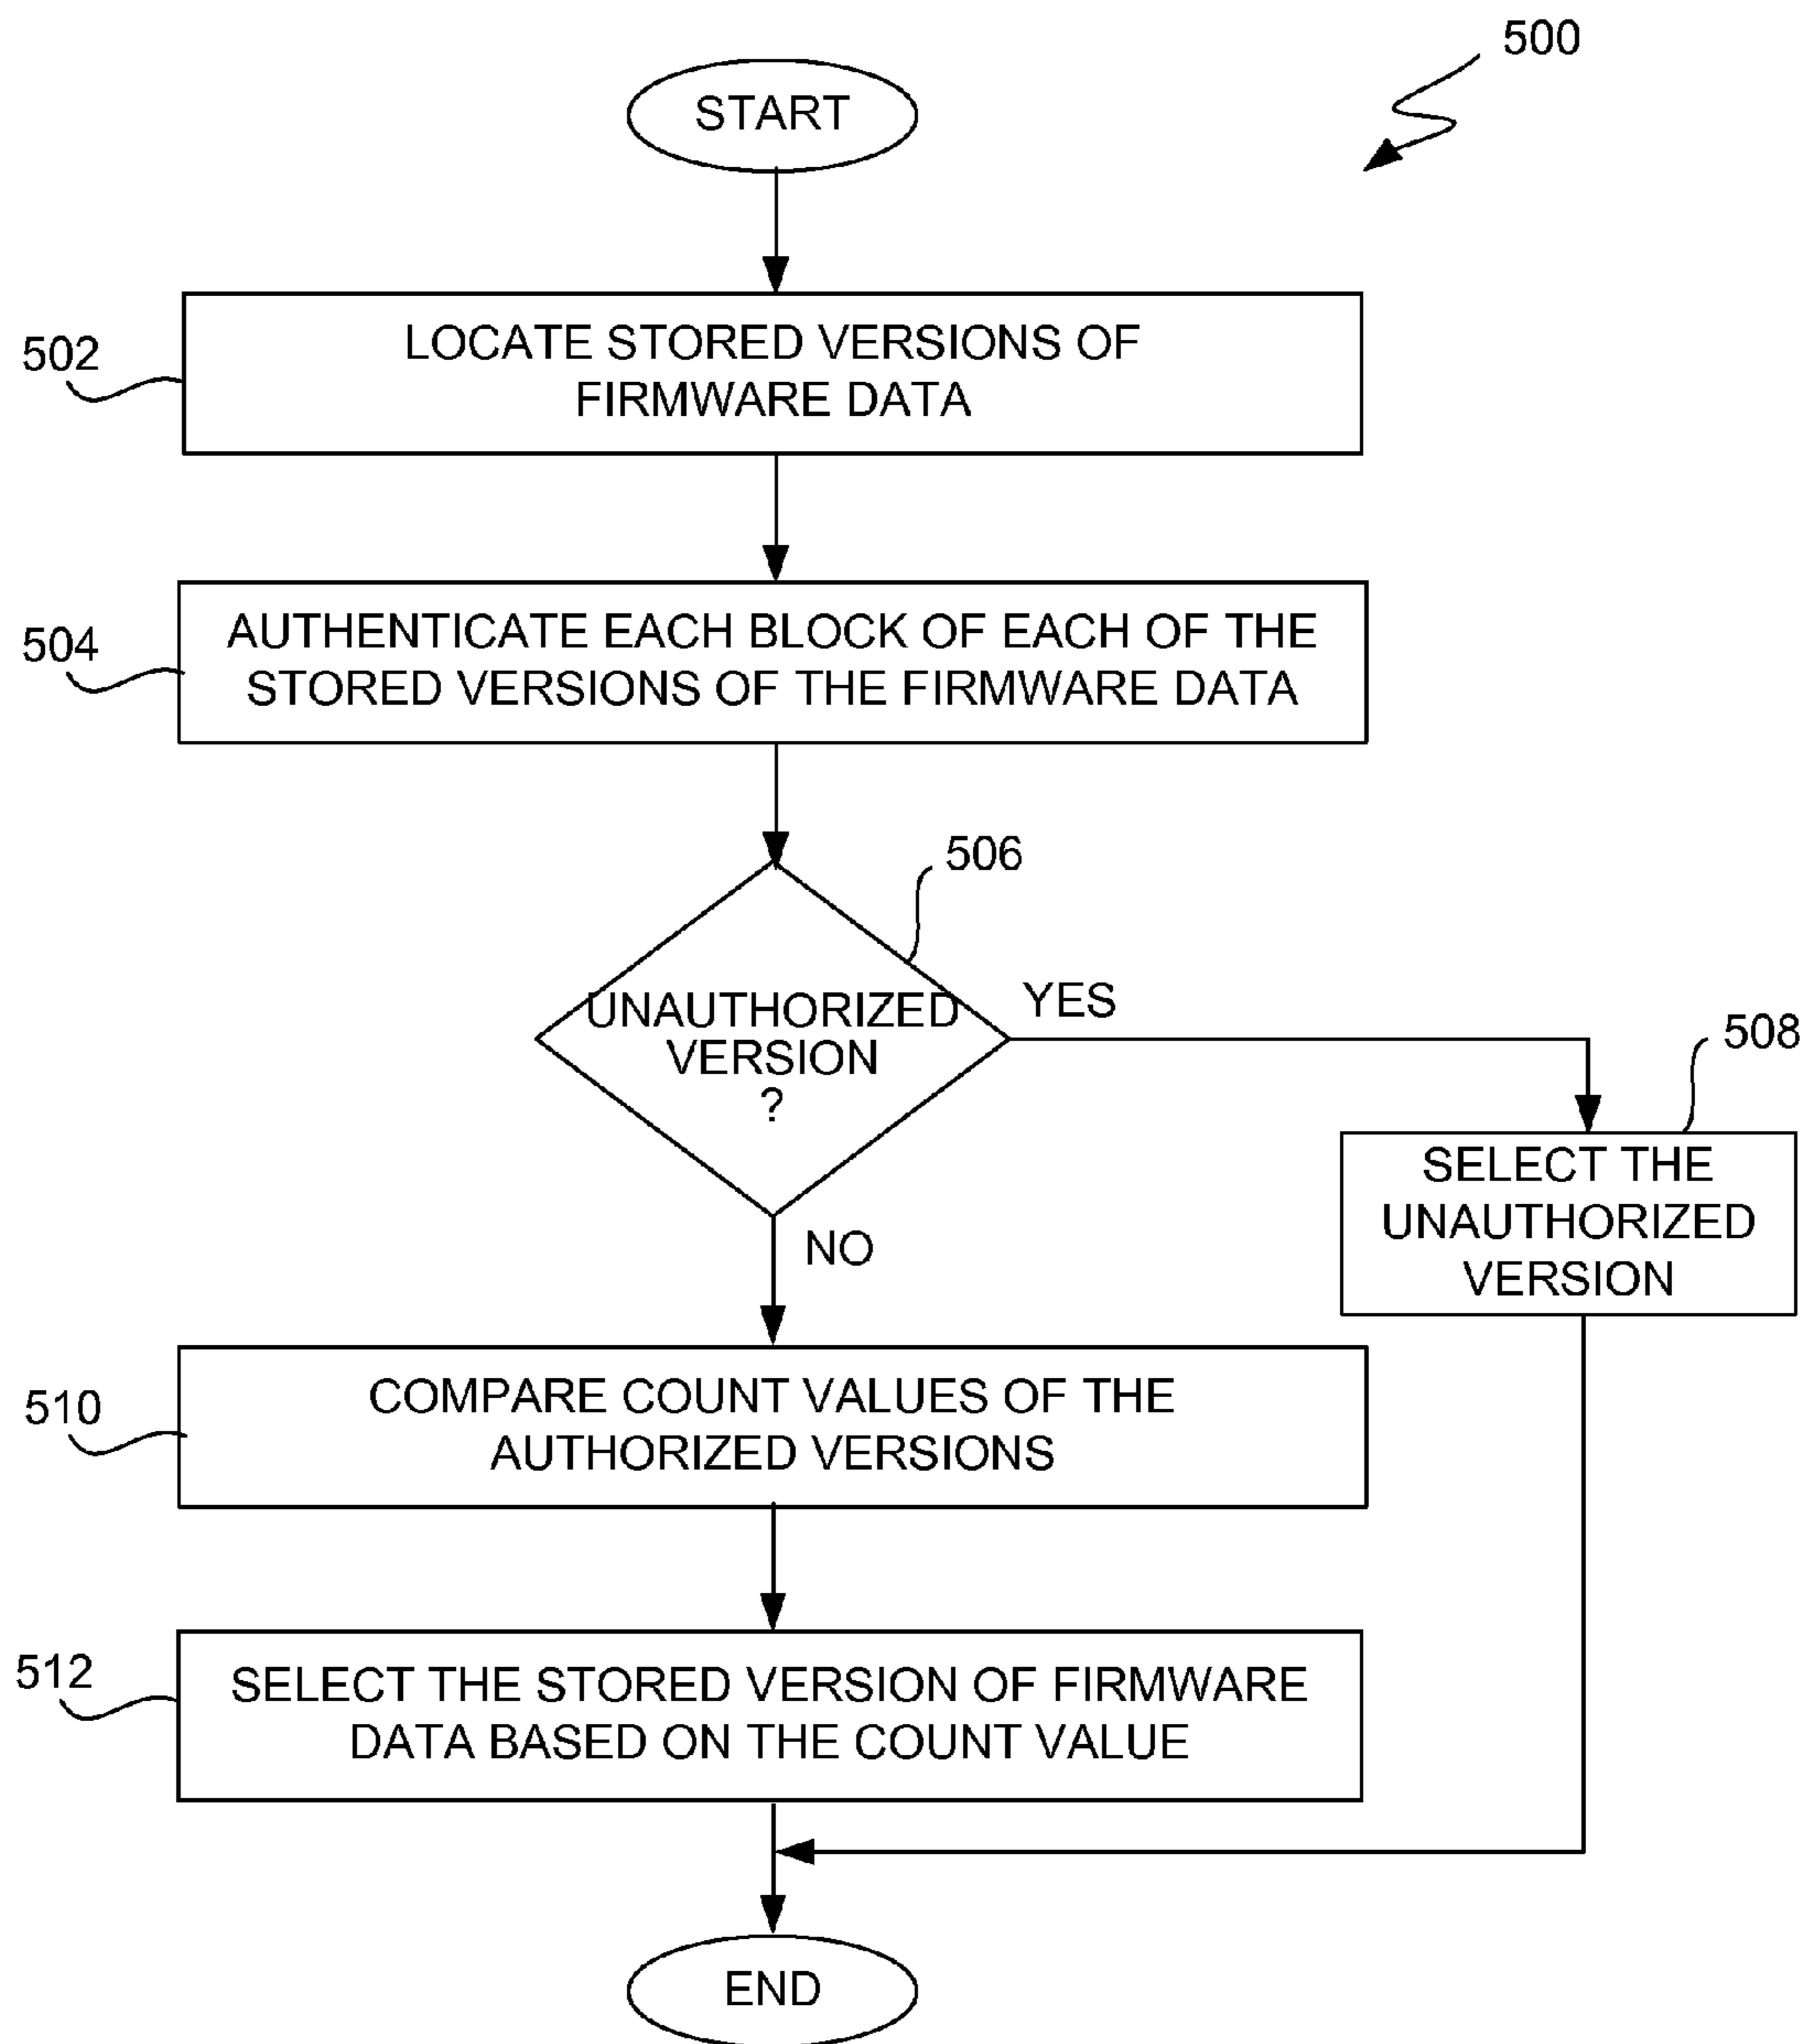 500
START
502
LOCATE STORED VERSIONS OF
FIRMWARE DATA
504
AUTHENTICATE EACH BLOCK OF EACH OF THE
STORED VERSIONS OF THE FIRMWARE DATA
506
UNAUTHORIZED
VERSION
?
YES
508
SELECT THE
UNAUTHORIZED
VERSION
NO
510
COMPARE COUNT VALUES OF THE
AUTHORIZED VERSIONS
512
SELECT THE STORED VERSION OF FIRMWARE
DATA BASED ON THE COUNT VALUE
END